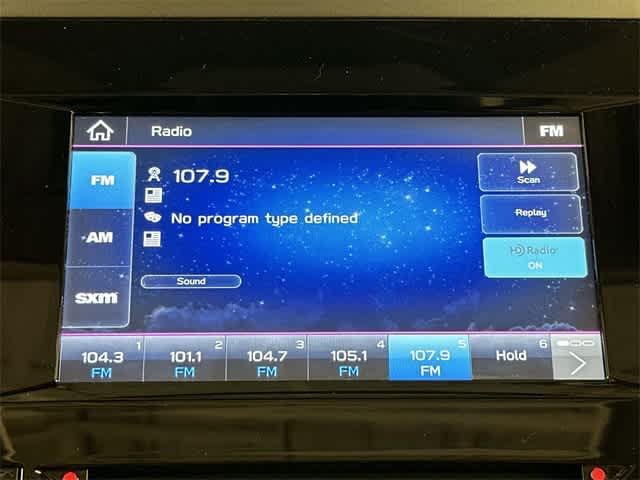 Radio
FM
FM
107.9
Scan
Replay
No program type defined
AM
HD Radio
ON
Sound
sxm
1
104.3
FM
2
101.1
FM
3
104.7
FM
4
105.1
FM
5
107.9
FM
6
Hold